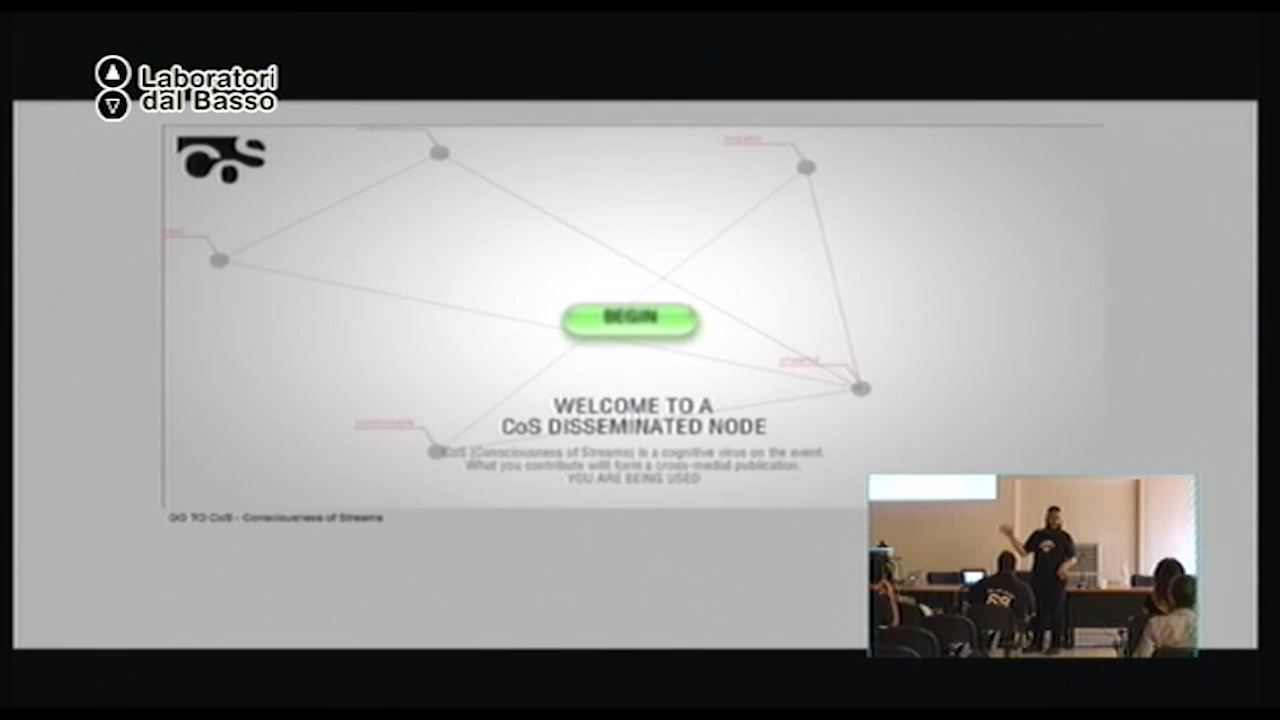 Laboratori
dal Basso
CoS
BEGIN
WELCOME TO A
CoS DISSEMINATED NODE
CoS (Consciousness of Streams) is a cognitive virus on the event.
What you contribute will form a cross-medial publication.
YOU ARE BEING USED
GO TO CoS - Consciousness of Streams